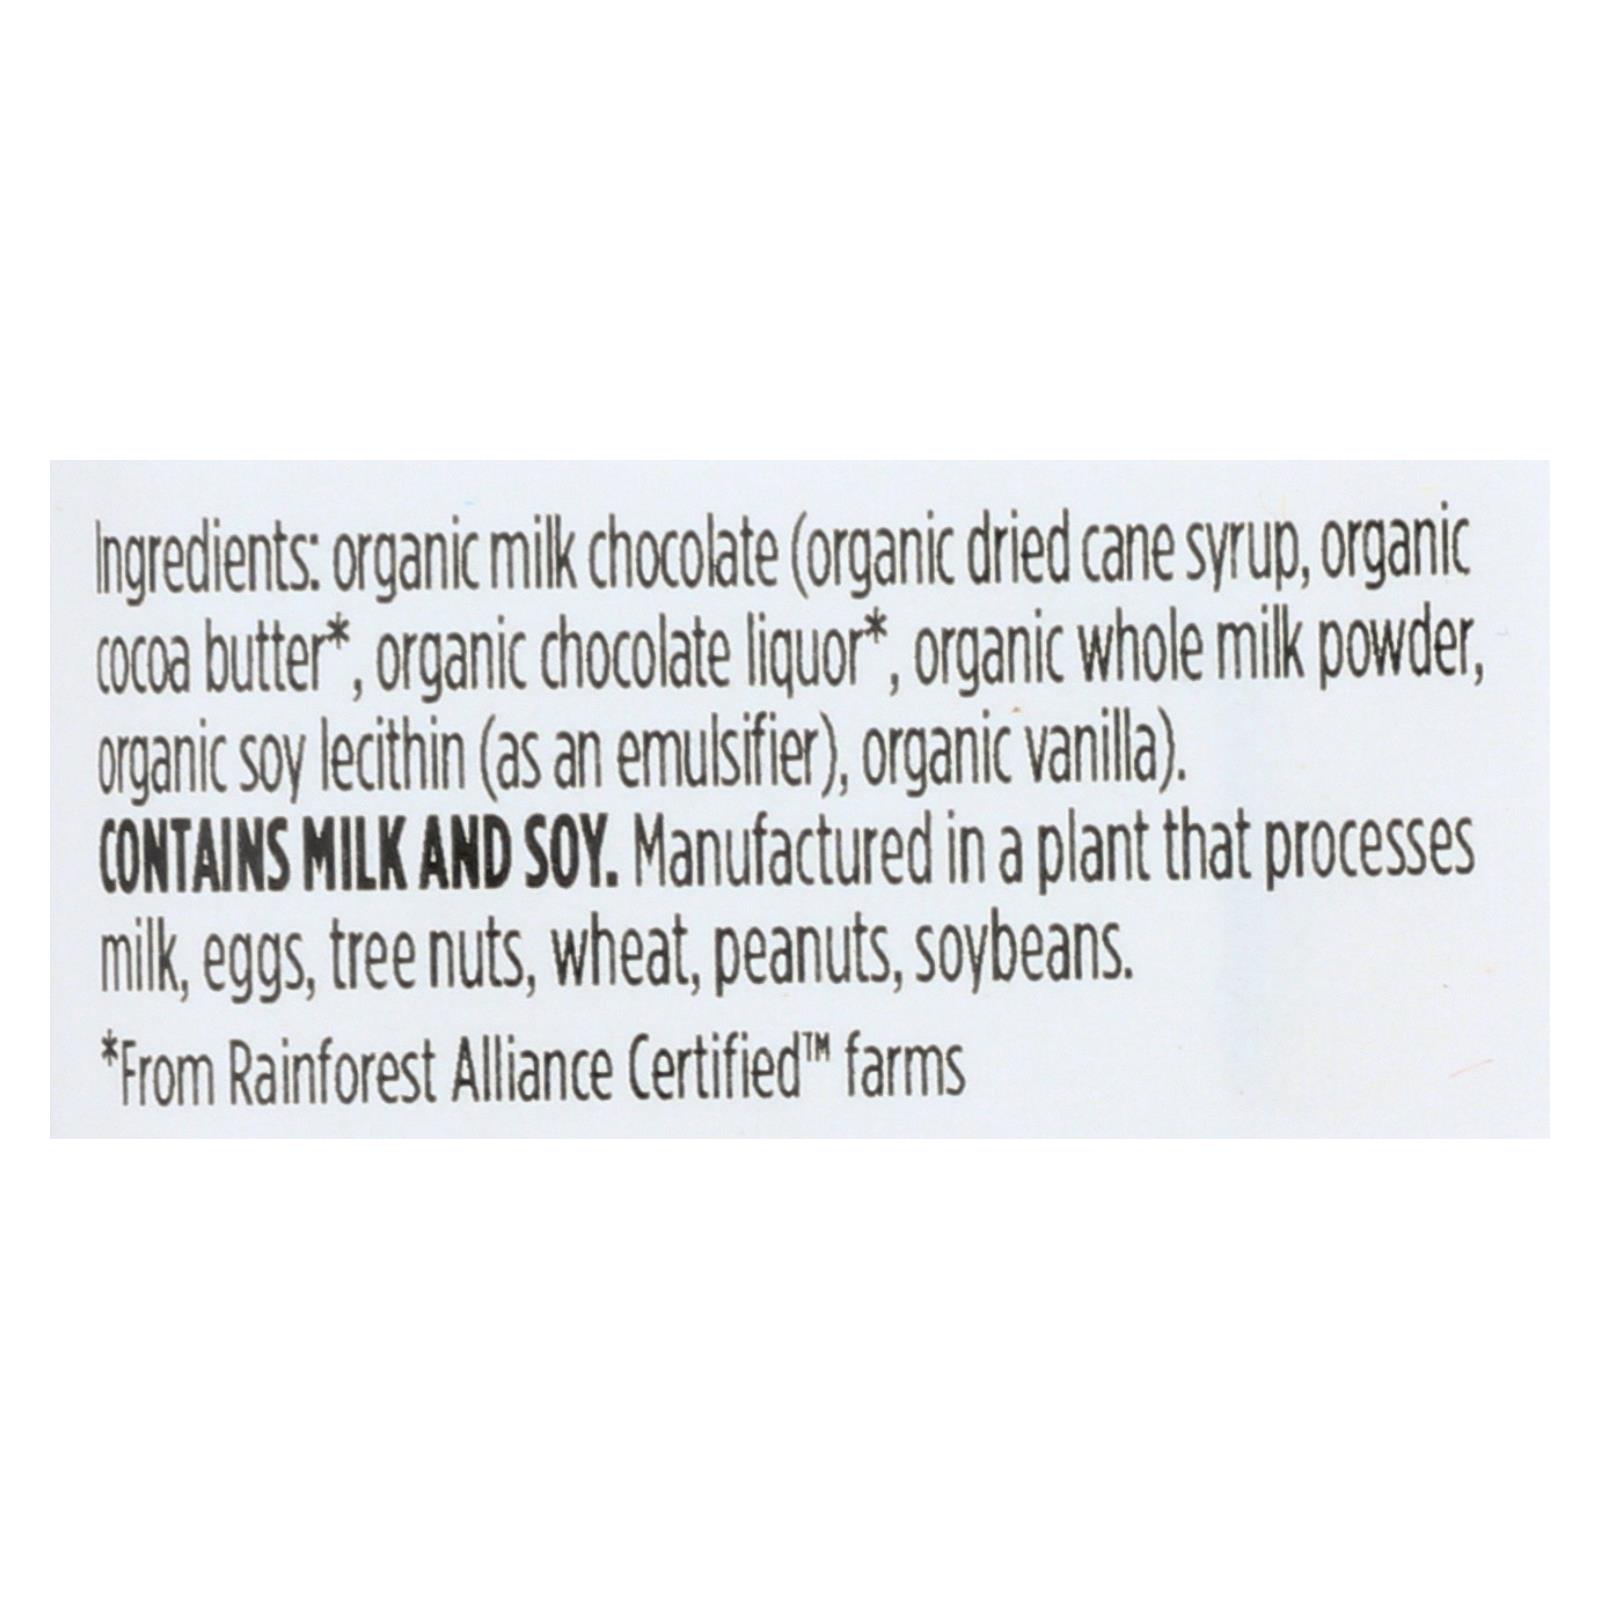 Ingredients: organic milk chocolate (organic dried cane syrup, organic
cocoa butter*, organic chocolate liquor*, organic whole milk powder,
organic soy lecithin (as an emulsifier), organic vanilla).
CONTAINS MILK AND SOY. Manufactured in a plant that processes
milk, eggs, tree nuts, wheat, peanuts, soybeans.
*From Rainforest Alliance Certified™ farms